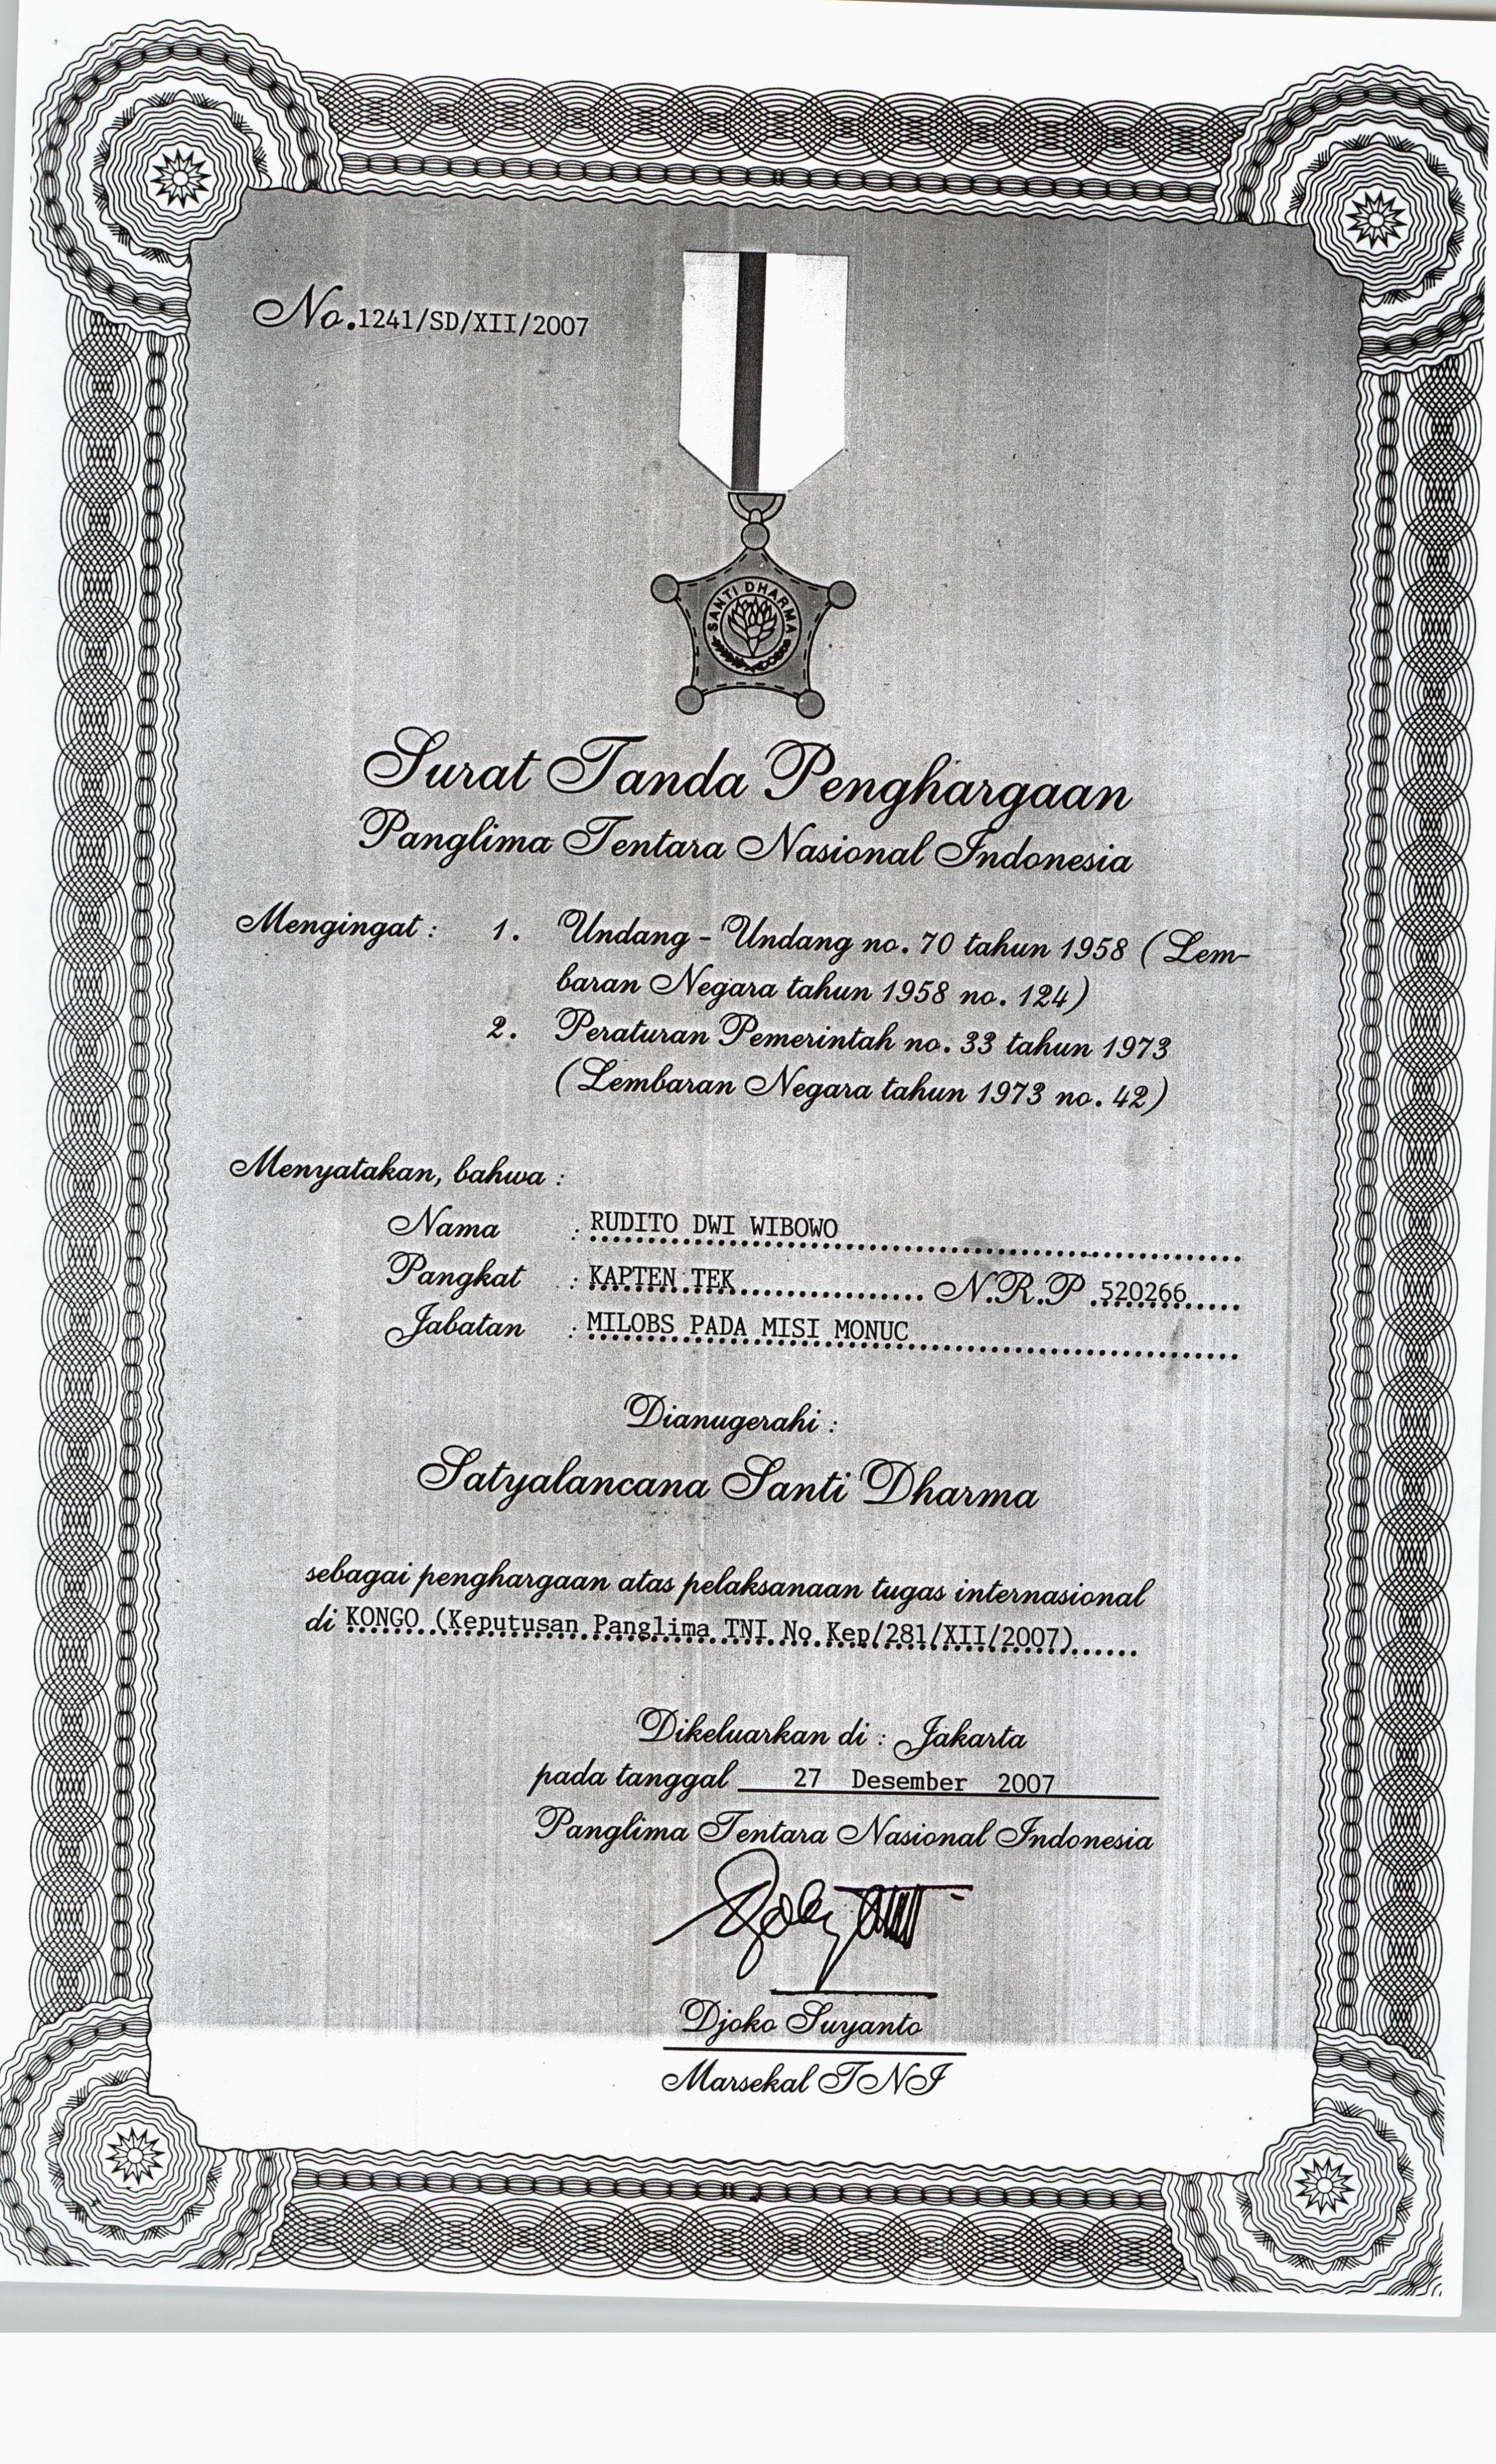 No. 1241/SD/XII/2007
SANTI DHARMA
Surat Tanda Penghargaan
Panglima Tentara Nasional Indonesia
Mengingat : 1. Undang - Undang no. 70 tahun 1958 ( Lem-
baran Negara tahun 1958 no. 124)
2. Peraturan Pemerintah no. 33 tahun 1973
( Lembaran Negara tahun 1973 no. 42 )
Menyatakan, bahwa :
Nama : RUDITO DWI WIBOWO
Pangkat : KAPTEN TEK N.R.P. 520266
Jabatan : MILOBS PADA MISI MONUC
Dianugerahi :
Satyalancana Santi Dharma
sebagai penghargaan atas pelaksanaan tugas internasional
di KONGO (Keputusan Panglima TNI No Kep/281/XII/2007)
Dikeluarkan di : Jakarta
pada tanggal 27 Desember 2007
Panglima Tentara Nasional Indonesia
Djoko Suyanto
Marsekal TNI